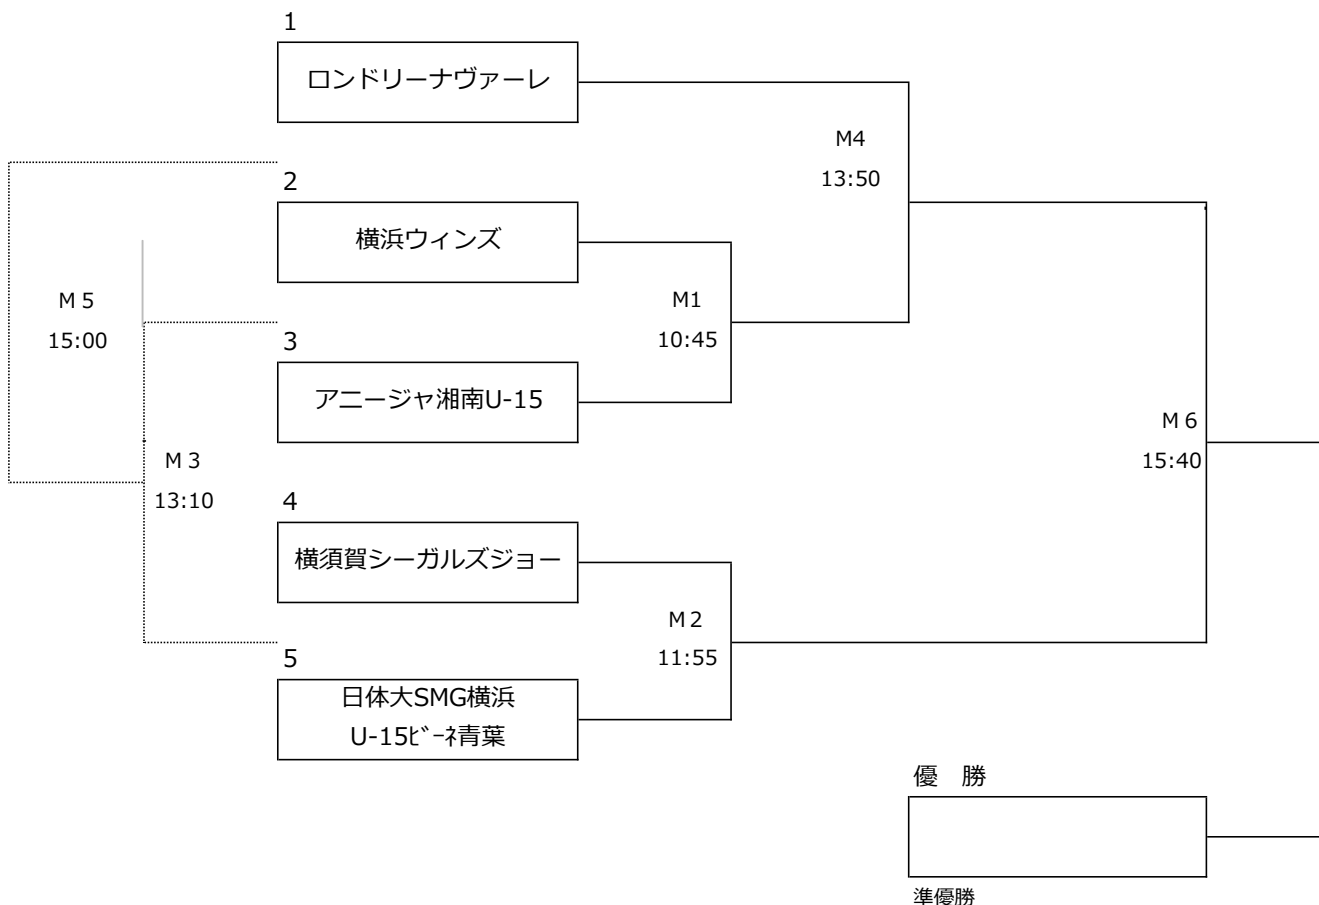 1
ロンドリーナヴァーレ
M4
13:50
2
横浜ウィンズ
M 5
15:00
M1
10:45
3
アニージャ湘南U-15
M 3
13:10
M 6
15:40
4
横須賀シーガルズジョー
M 2
11:55
5
日体大SMG横浜
U-15ﾋﾞｰﾈ青葉
優　勝
準優勝